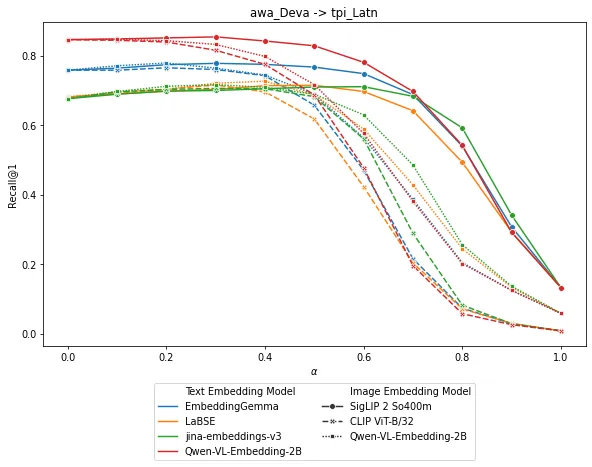 awa_Deva -> tpi_Latn
Recall@1
0.8
0.6
0.4
0.2
0.0
0.0 0.2 0.4 0.6 0.8 1.0
α
Text Embedding Model
EmbeddingGemma
LaBSE
jina-embeddings-v3
Qwen-VL-Embedding-2B
Image Embedding Model
SigLIP 2 So400m
CLIP ViT-B/32
Qwen-VL-Embedding-2B